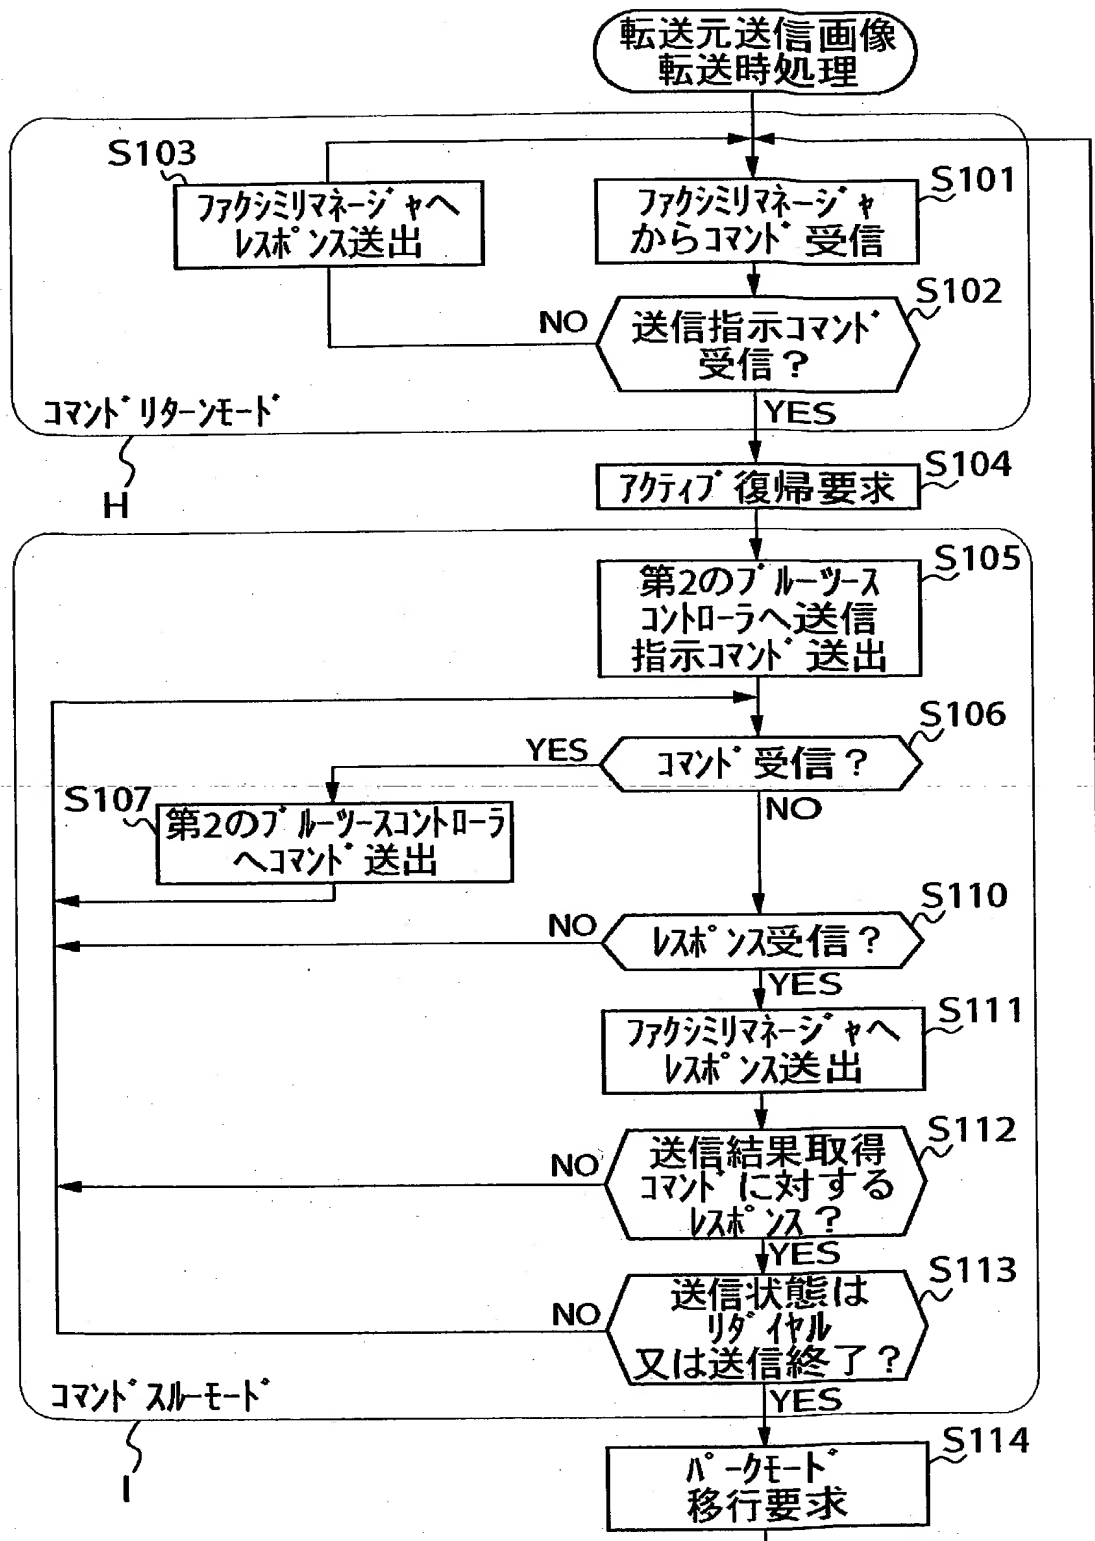 転送元送信画像
転送時処理
S103
ファクシミリマネージャへ
レスポンス送出
S101
ファクシミリマネージャ
からコマンド受信
S102
NO
送信指示コマンド
受信？
YES
コマンドリターンモード
H
S104
アクティブ復帰要求
S105
第2のブルーツース
コントローラへ送信
指示コマンド送出
S106
YES
コマンド受信？
NO
S107
第2のブルーツースコントローラ
へコマンド送出
S110
NO
レスポンス受信？
YES
S111
ファクシミリマネージャへ
レスポンス送出
S112
NO
送信結果取得
コマンドに対する
レスポンス？
YES
S113
NO
送信状態は
リダイヤル
又は送信終了？
YES
コマンドスルーモード
I
S114
パークモード
移行要求